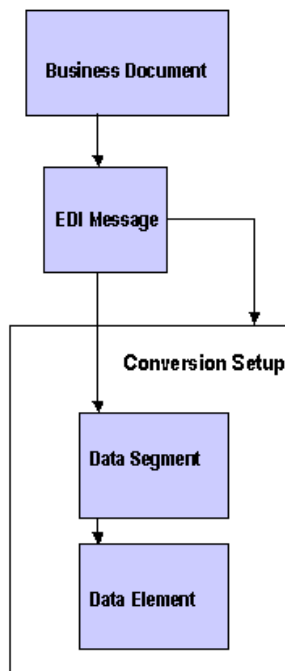 Business Document
EDI Message
Conversion Setup
Data Segment
Data Element